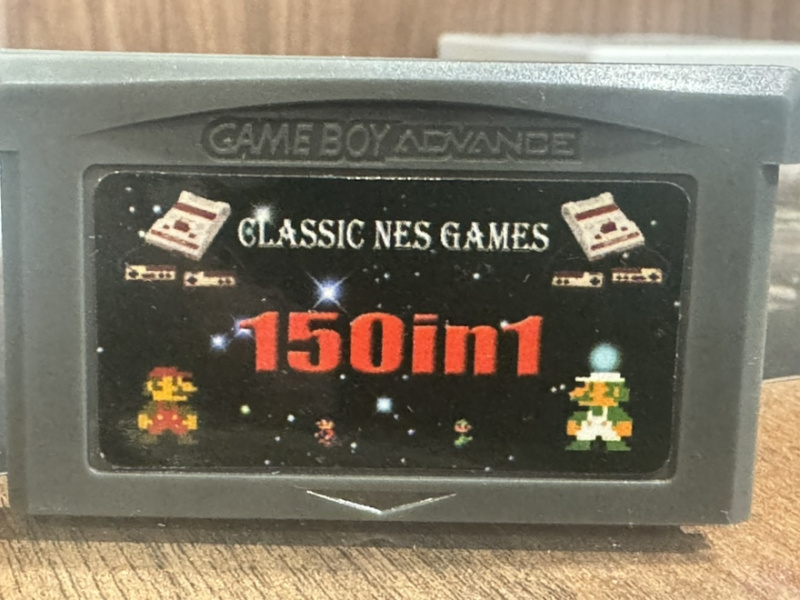 GAME BOY ADVANCE
CLASSIC NES GAMES
150in1